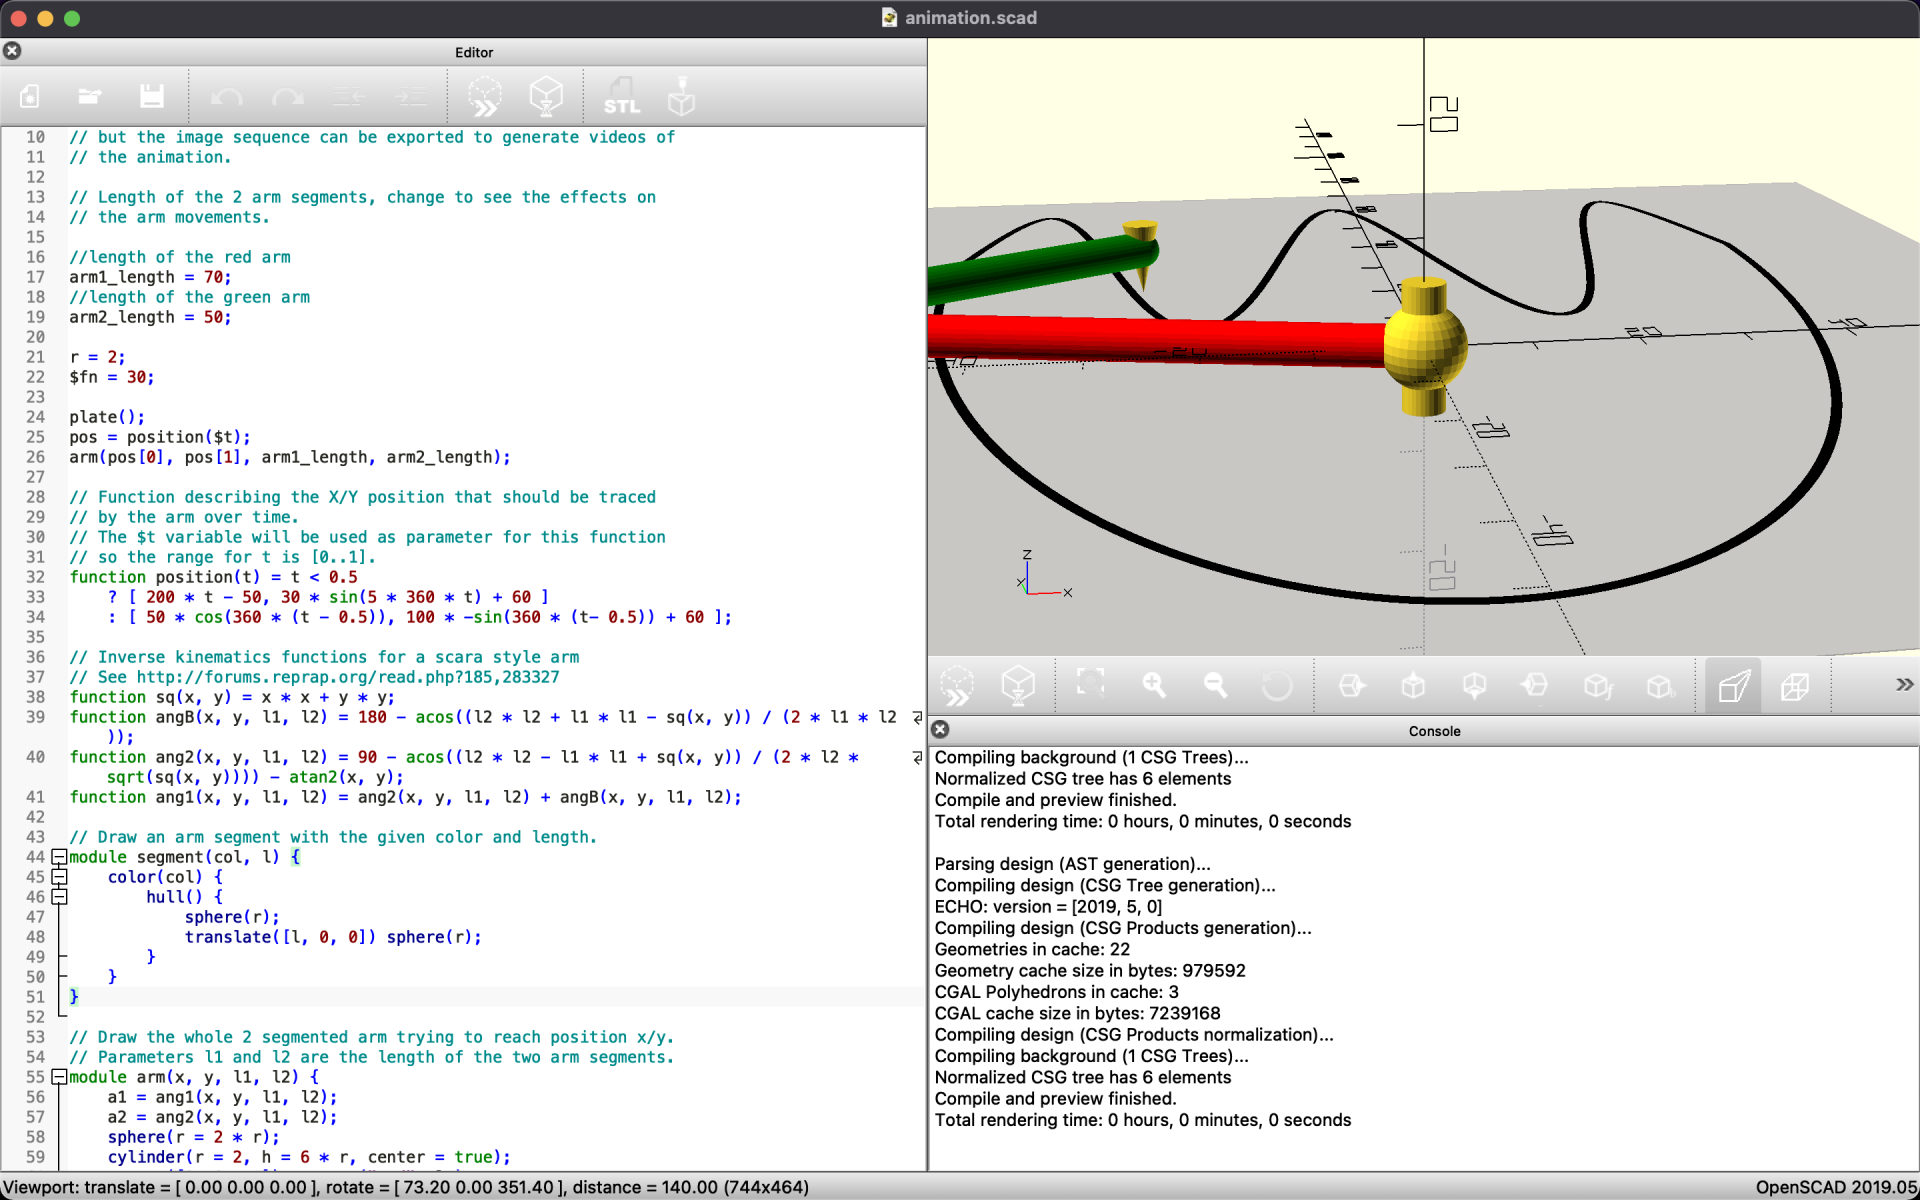 animation.scad
Editor
STL
10 // but the image sequence can be exported to generate videos of
11 // the animation.
12
13 // Length of the 2 arm segments, change to see the effects on
14 // the arm movements.
15
16 //length of the red arm
17 arm1_length = 70;
18 //length of the green arm
19 arm2_length = 50;
20
21 r = 2;
22 $fn = 30;
23
24 plate();
25 pos = position($t);
26 arm(pos[0], pos[1], arm1_length, arm2_length);
27
28 // Function describing the X/Y position that should be traced
29 // by the arm over time.
30 // The $t variable will be used as parameter for this function
31 // so the range for t is [0..1].
32 function position(t) = t < 0.5
33 ? [ 200 * t - 50, 30 * sin(5 * 360 * t) + 60 ]
34 : [ 50 * cos(360 * (t - 0.5)), 100 * -sin(360 * (t- 0.5)) + 60 ];
35
36 // Inverse kinematics functions for a scara style arm
37 // See http://forums.reprap.org/read.php?185,283327
38 function sq(x, y) = x * x + y * y;
39 function angB(x, y, l1, l2) = 180 - acos((l2 * l2 + l1 * l1 - sq(x, y)) / (2 * l1 * l2
));
40 function ang2(x, y, l1, l2) = 90 - acos((l2 * l2 - l1 * l1 + sq(x, y)) / (2 * l2 *
sqrt(sq(x, y)))) - atan2(x, y);
41 function ang1(x, y, l1, l2) = ang2(x, y, l1, l2) + angB(x, y, l1, l2);
42
43 // Draw an arm segment with the given color and length.
44 module segment(col, l) {
45 color(col) {
46 hull() {
47 sphere(r);
48 translate([l, 0, 0]) sphere(r);
49 }
50 }
51 }
52
53 // Draw the whole 2 segmented arm trying to reach position x/y.
54 // Parameters l1 and l2 are the length of the two arm segments.
55 module arm(x, y, l1, l2) {
56 a1 = ang1(x, y, l1, l2);
57 a2 = ang2(x, y, l1, l2);
58 sphere(r = 2 * r);
59 cylinder(r = 2, h = 6 * r, center = true);
20
20
40
-20
-20
z
x
Console
Compiling background (1 CSG Trees)...
Normalized CSG tree has 6 elements
Compile and preview finished.
Total rendering time: 0 hours, 0 minutes, 0 seconds
Parsing design (AST generation)...
Compiling design (CSG Tree generation)...
ECHO: version = [2019, 5, 0]
Compiling design (CSG Products generation)...
Geometries in cache: 22
Geometry cache size in bytes: 979592
CGAL Polyhedrons in cache: 3
CGAL cache size in bytes: 7239168
Compiling design (CSG Products normalization)...
Compiling background (1 CSG Trees)...
Normalized CSG tree has 6 elements
Compile and preview finished.
Total rendering time: 0 hours, 0 minutes, 0 seconds
Viewport: translate = [ 0.00 0.00 0.00 ], rotate = [ 73.20 0.00 351.40 ], distance = 140.00 (744x464)
OpenSCAD 2019.05